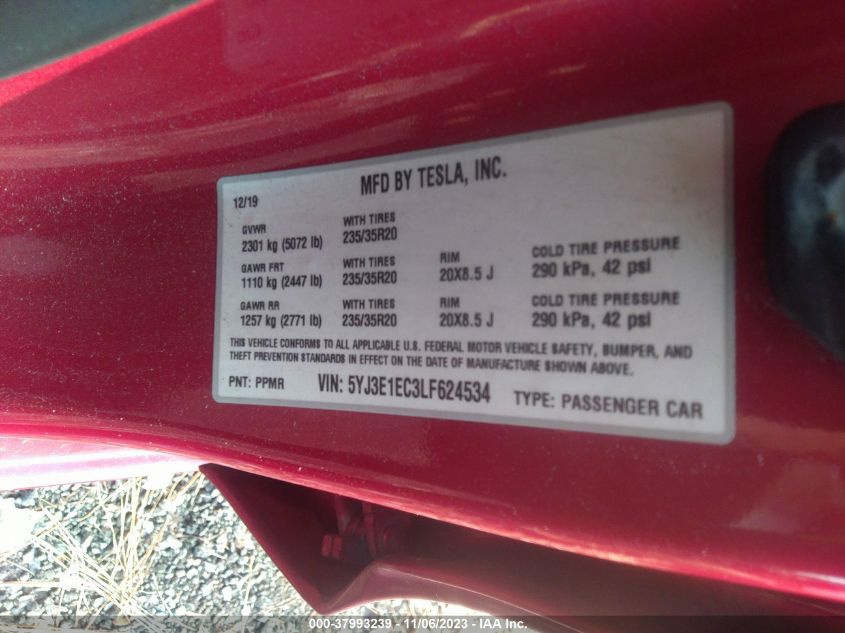 MFD BY TESLA, INC.
12/19
GVWR
2301 kg (5072 lb)
WITH TIRES
235/35R20
GAWR FRT
1110 kg (2447 lb)
WITH TIRES
235/35R20
RIM
20X8.5 J
COLD TIRE PRESSURE
290 kPa, 42 psi
GAWR RR
1257 kg (2771 lb)
WITH TIRES
235/35R20
RIM
20X8.5 J
COLD TIRE PRESSURE
290 kPa, 42 psi
THIS VEHICLE CONFORMS TO ALL APPLICABLE U.S. FEDERAL MOTOR VEHICLE SAFETY, BUMPER, AND
THEFT PREVENTION STANDARDS IN EFFECT ON THE DATE OF MANUFACTURE SHOWN ABOVE.
PNT: PPMR VIN: 5YJ3E1EC3LF624534 TYPE: PASSENGER CAR
000-37993239 - 11/06/2023 - IAA Inc.